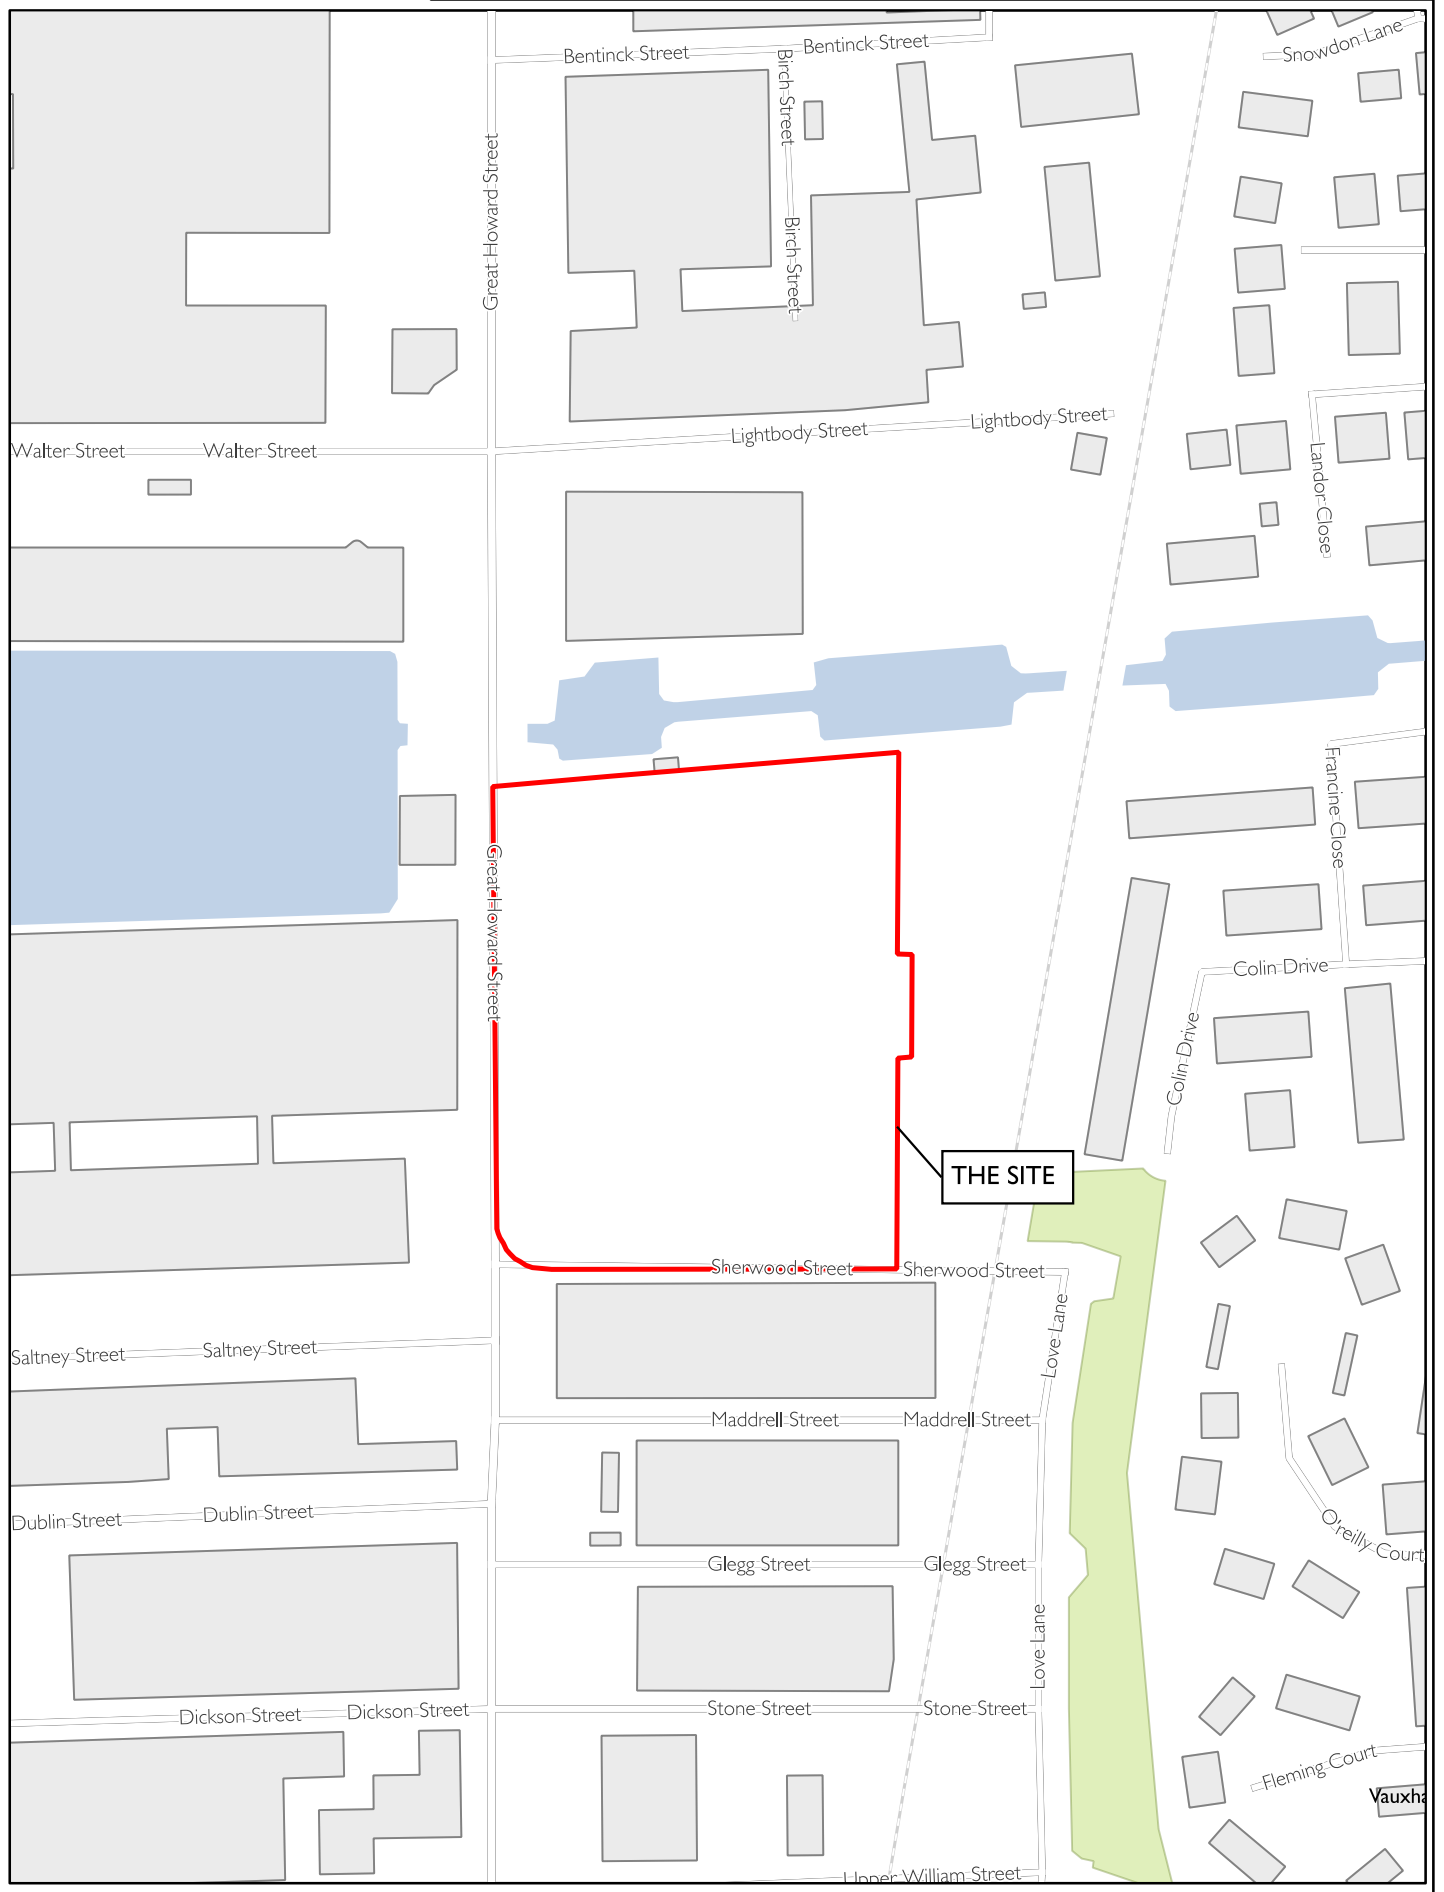 Bentinck Street
Bentinck Street
Snowdon Lane
Birch Street
Great Howard Street
Birch Street
Walter Street
Walter Street
Lightbody Street
Lightbody Street
Landor Close
Francine Close
Great Howard Street
Colin Drive
Colin Drive
THE SITE
Sherwood Street
Sherwood Street
Love Lane
Saltney Street
Saltney Street
Maddrell Street
Maddrell Street
Dublin Street
Dublin Street
O'reilly Court
Glegg Street
Glegg Street
Love Lane
Dickson Street
Dickson Street
Stone Street
Stone Street
Fleming Court
Vauxha
Upper William Street